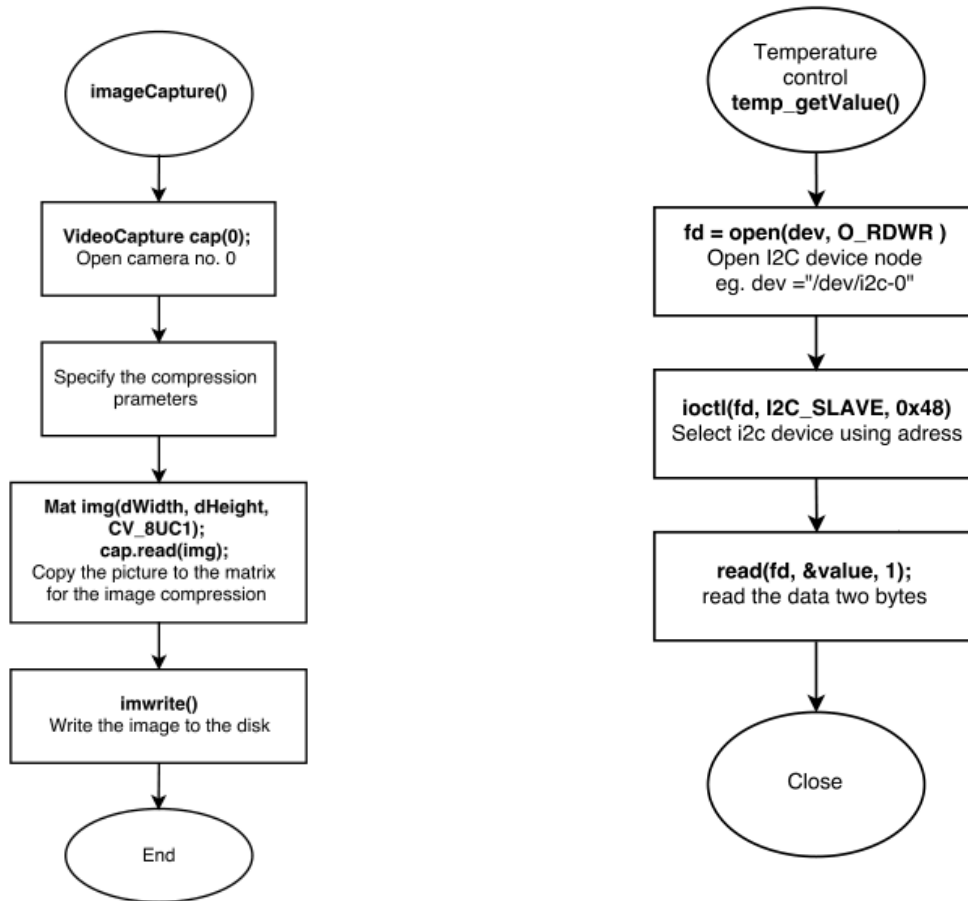 imageCapture()
VideoCapture cap(0);
Open camera no. 0
Specify the compression
prameters
Mat img(dWidth, dHeight,
CV_8UC1);
cap.read(img);
Copy the picture to the matrix
for the image compression
imwrite()
Write the image to the disk
End
Temperature
control
temp_getValue()
fd = open(dev, O_RDWR )
Open I2C device node
eg. dev ="/dev/i2c-0"
ioctl(fd, I2C_SLAVE, 0x48)
Select i2c device using adress
read(fd, &value, 1);
read the data two bytes
Close